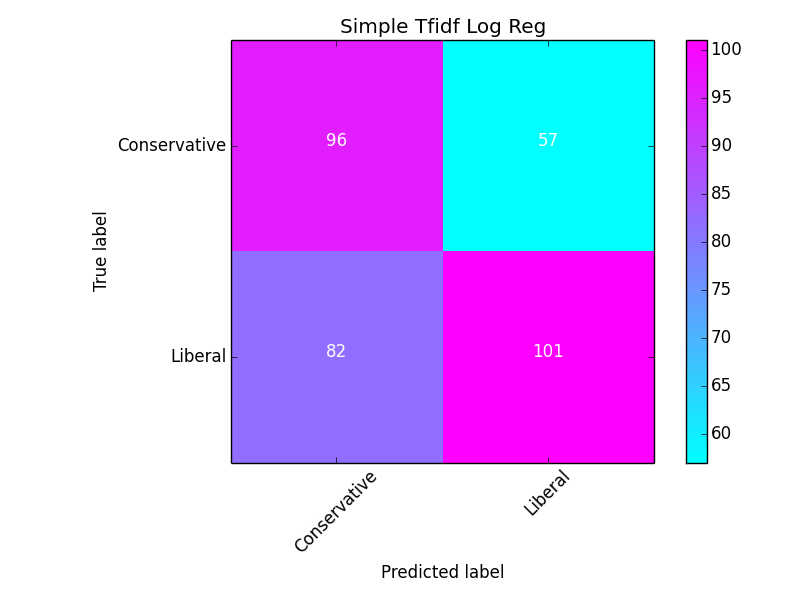 Simple Tfidf Log Reg
True label
Conservative
Liberal
96
57
82
101
Conservative
Liberal
Predicted label
100
95
90
85
80
75
70
65
60